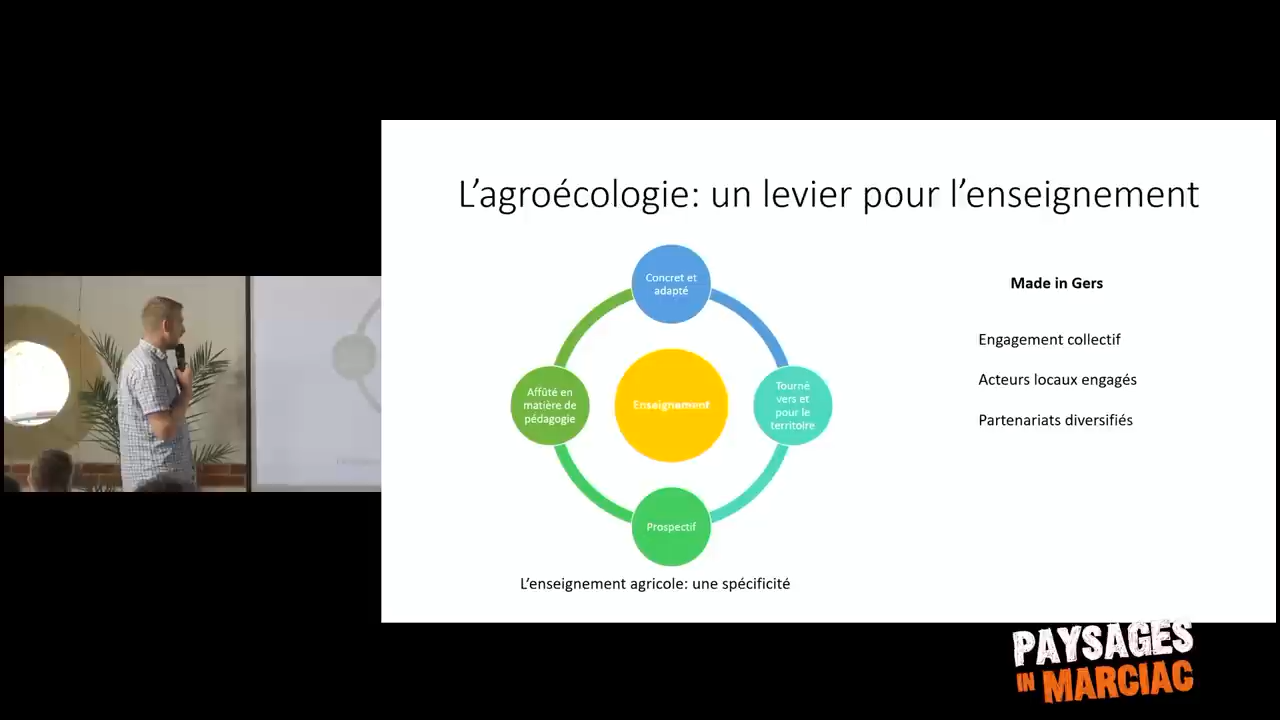 L'agroécologie: un levier pour l'enseignement
Concret et
adapté
Made in Gers
Engagement collectif
Acteurs locaux engagés
Partenariats diversifiés
Affûté en
matière de
pédagogie
Enseignement
Tourné
vers et
pour le
territoire
Prospectif
L'enseignement agricole: une spécificité
PAYSAGES
IN MARCIAC